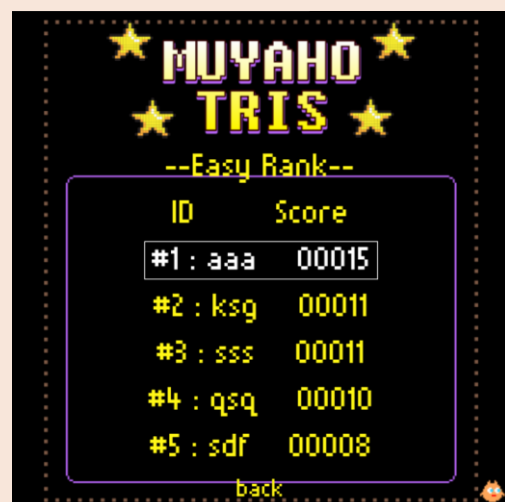 MUYAHO
TRIS
--Easy Rank--
ID Score
#1 : aaa 00015
#2 : ksg 00011
#3 : sss 00011
#4 : qsq 00010
#5 : sdf 00008
back